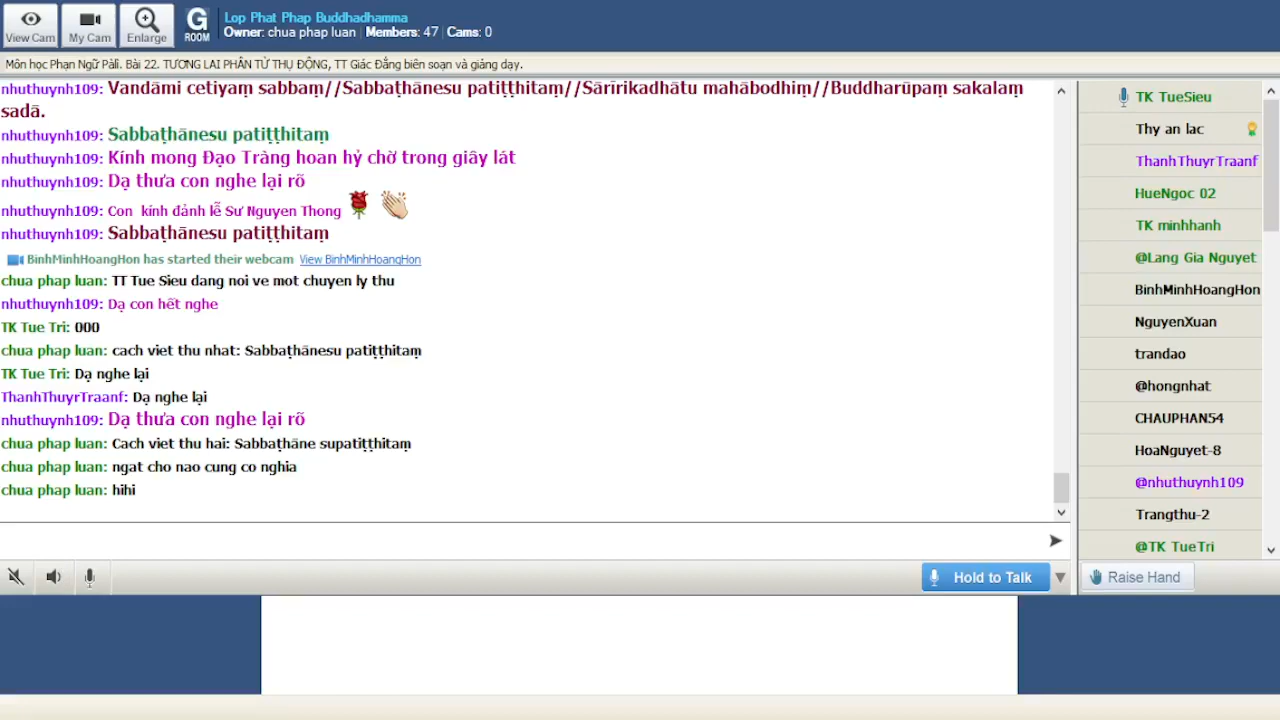 View Cam
My Cam
Enlarge
G
ROOM
Lop Phat Phap Buddhadhamma
Owner: chua phap luan | Members: 47 | Cams: 0
Môn học Phạn Ngữ Pàli. Bài 22. TƯƠNG LAI PHÂN TỪ THỤ ĐỘNG, TT Giác Đẳng biên soạn và giảng dạy.
nhuthuynh109: Vandāmi cetiyaṃ sabbaṃ//Sabbaṭhānesu patiṭṭhitaṃ//Sārīrikadhātu mahābodhiṃ//Buddharūpaṃ sakalaṃ
sadā.
nhuthuynh109: Sabbaṭhānesu patiṭṭhitaṃ
nhuthuynh109: Kính mong Đạo Tràng hoan hỷ chờ trong giây lát
nhuthuynh109: Dạ thưa con nghe lại rõ
nhuthuynh109: Con kính đảnh lễ Sư Nguyen Thong
nhuthuynh109: Sabbaṭhānesu patiṭṭhitaṃ
BinhMinhHoangHon has started their webcam View BinhMinhHoangHon
chua phap luan: TT Tue Sieu dang noi ve mot chuyen ly thu
nhuthuynh109: Dạ con hết nghe
TK Tue Tri: 000
chua phap luan: cach viet thu nhat: Sabbaṭhānesu patiṭṭhitaṃ
TK Tue Tri: Dạ nghe lại
ThanhThuyrTraanf: Dạ nghe lại
nhuthuynh109: Dạ thưa con nghe lại rõ
chua phap luan: Cach viet thu hai: Sabbaṭhāne supatiṭṭhitaṃ
chua phap luan: ngat cho nao cung co nghia
chua phap luan: hihi
Hold to Talk
TK TueSieu
Thy an lac
ThanhThuyrTraanf
HueNgoc 02
TK minhhanh
@Lang Gia Nguyet
BinhMinhHoangHon
NguyenXuan
trandao
@hongnhat
CHAUPHAN54
HoaNguyet-8
@nhuthuynh109
Trangthu-2
@TK TueTri
Raise Hand